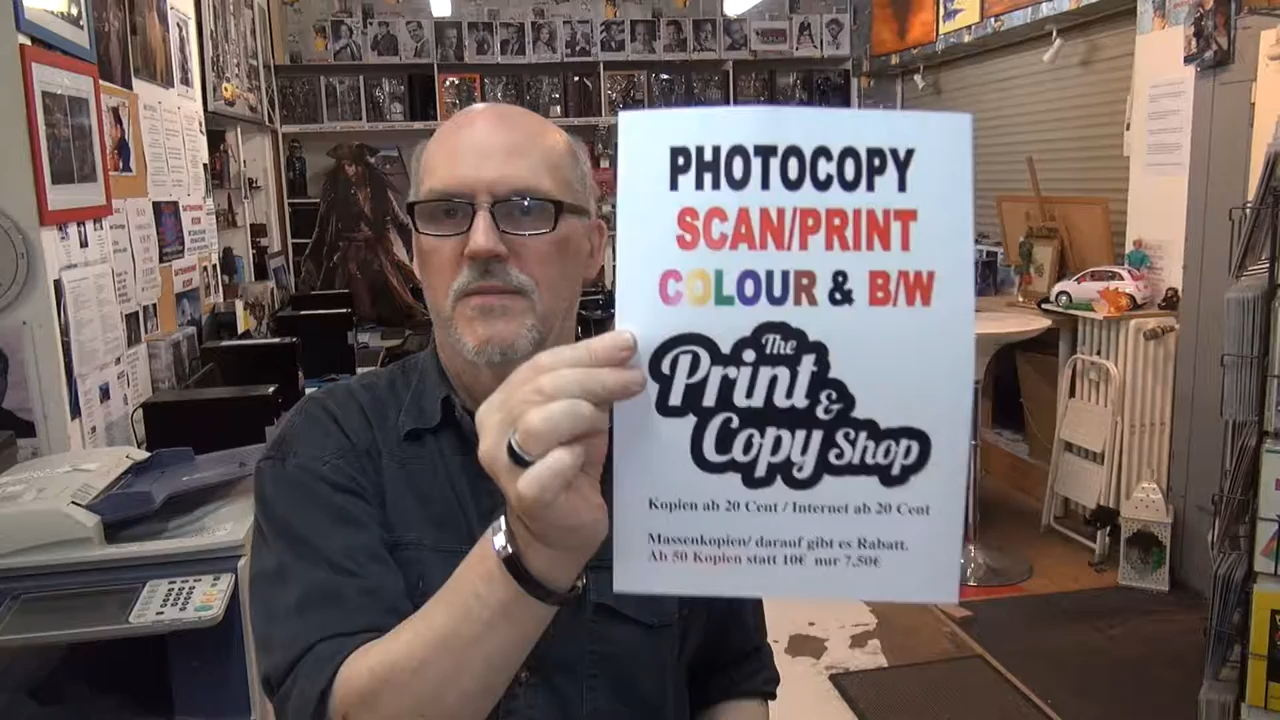 PHOTOCOPY
SCAN/PRINT
COLOUR & B/W
The
Print &
Copy Shop
Kopien ab 20 Cent / Internet ab 20 Cent
Massenkopien/ darauf gibt es Rabatt.
Ab 50 Kopien statt 10€ nur 7,50€